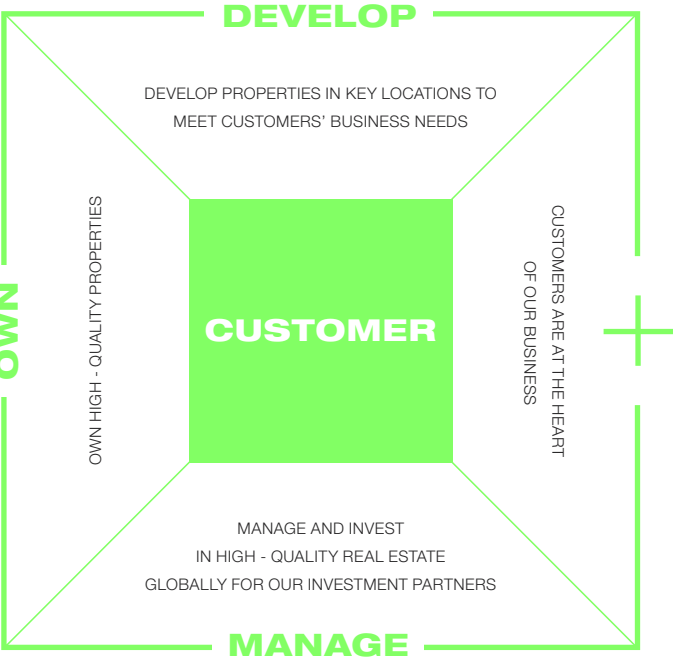 DEVELOP
DEVELOP PROPERTIES IN KEY LOCATIONS TO
MEET CUSTOMERS’ BUSINESS NEEDS
OWN
OWN HIGH - QUALITY PROPERTIES
CUSTOMER
CUSTOMERS ARE AT THE HEART
OF OUR BUSINESS
+
MANAGE AND INVEST
IN HIGH - QUALITY REAL ESTATE
GLOBALLY FOR OUR INVESTMENT PARTNERS
MANAGE